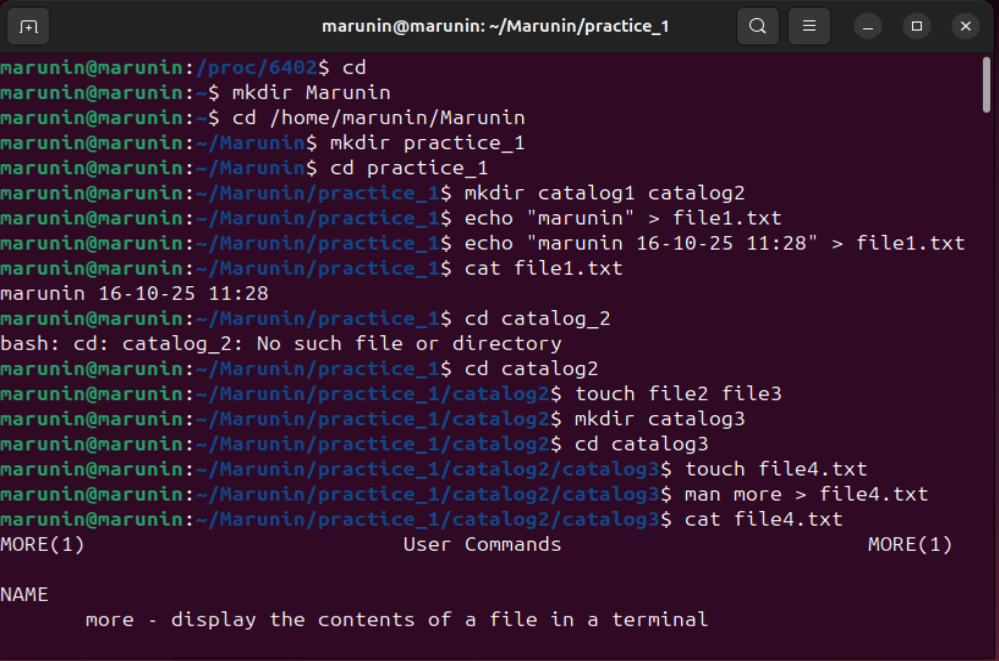 marunin@marunin: ~/Marunin/practice_1
marunin@marunin:/proc/6402$ cd
marunin@marunin:~$ mkdir Marunin
marunin@marunin:~$ cd /home/marunin/Marunin
marunin@marunin:~/Marunin$ mkdir practice_1
marunin@marunin:~/Marunin$ cd practice_1
marunin@marunin:~/Marunin/practice_1$ mkdir catalog1 catalog2
marunin@marunin:~/Marunin/practice_1$ echo "marunin" > file1.txt
marunin@marunin:~/Marunin/practice_1$ echo "marunin 16-10-25 11:28" > file1.txt
marunin@marunin:~/Marunin/practice_1$ cat file1.txt
marunin 16-10-25 11:28
marunin@marunin:~/Marunin/practice_1$ cd catalog_2
bash: cd: catalog_2: No such file or directory
marunin@marunin:~/Marunin/practice_1$ cd catalog2
marunin@marunin:~/Marunin/practice_1/catalog2$ touch file2 file3
marunin@marunin:~/Marunin/practice_1/catalog2$ mkdir catalog3
marunin@marunin:~/Marunin/practice_1/catalog2$ cd catalog3
marunin@marunin:~/Marunin/practice_1/catalog2/catalog3$ touch file4.txt
marunin@marunin:~/Marunin/practice_1/catalog2/catalog3$ man more > file4.txt
marunin@marunin:~/Marunin/practice_1/catalog2/catalog3$ cat file4.txt
MORE(1) User Commands MORE(1)
NAME
more - display the contents of a file in a terminal